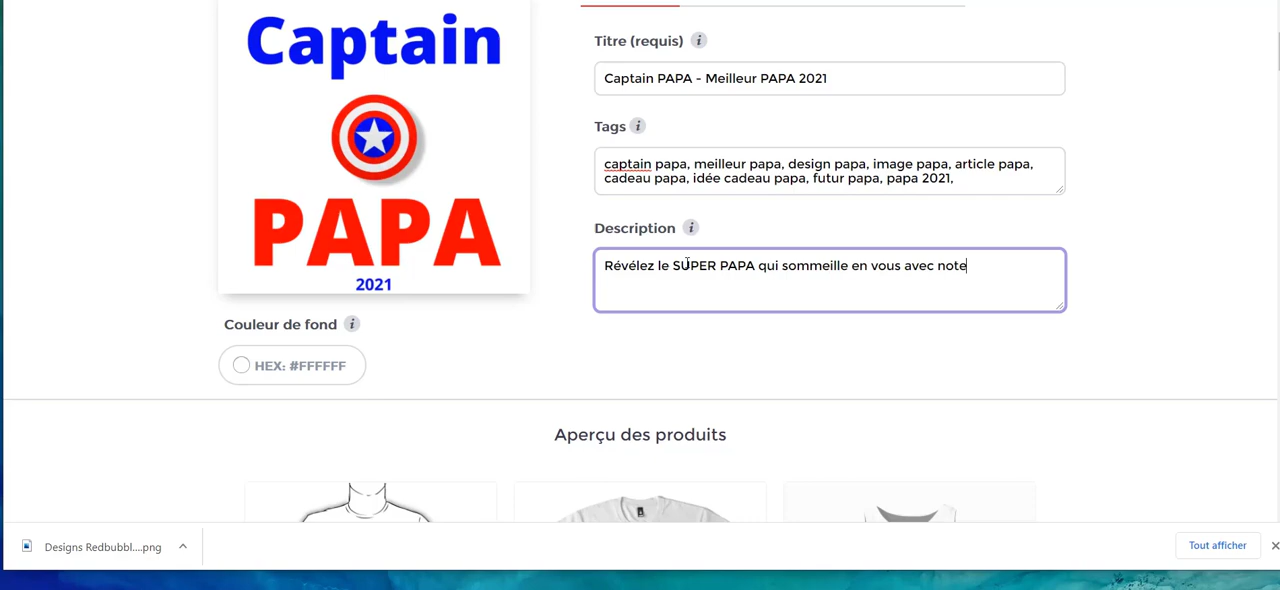 Captain
PAPA
2021
Couleur de fond i
HEX: #FFFFFF
Titre (requis) i
Captain PAPA - Meilleur PAPA 2021
Tags i
captain papa, meilleur papa, design papa, image papa, article papa,
cadeau papa, idée cadeau papa, futur papa, papa 2021,
Description i
Révélez le SUPER PAPA qui sommeille en vous avec note
Aperçu des produits
Designs Redbubbl....png
Tout afficher